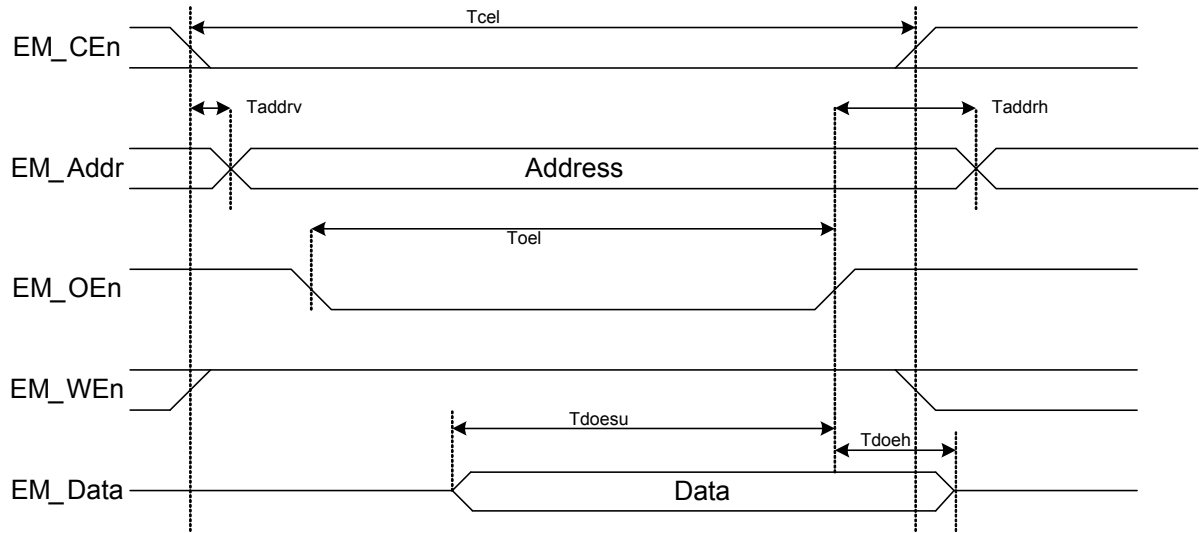 Tcel
EM_CEn
Taddrv
Taddrh
EM_Addr
Address
Toel
EM_OEn
EM_WEn
Tdoesu
Tdoeh
EM_Data
Data